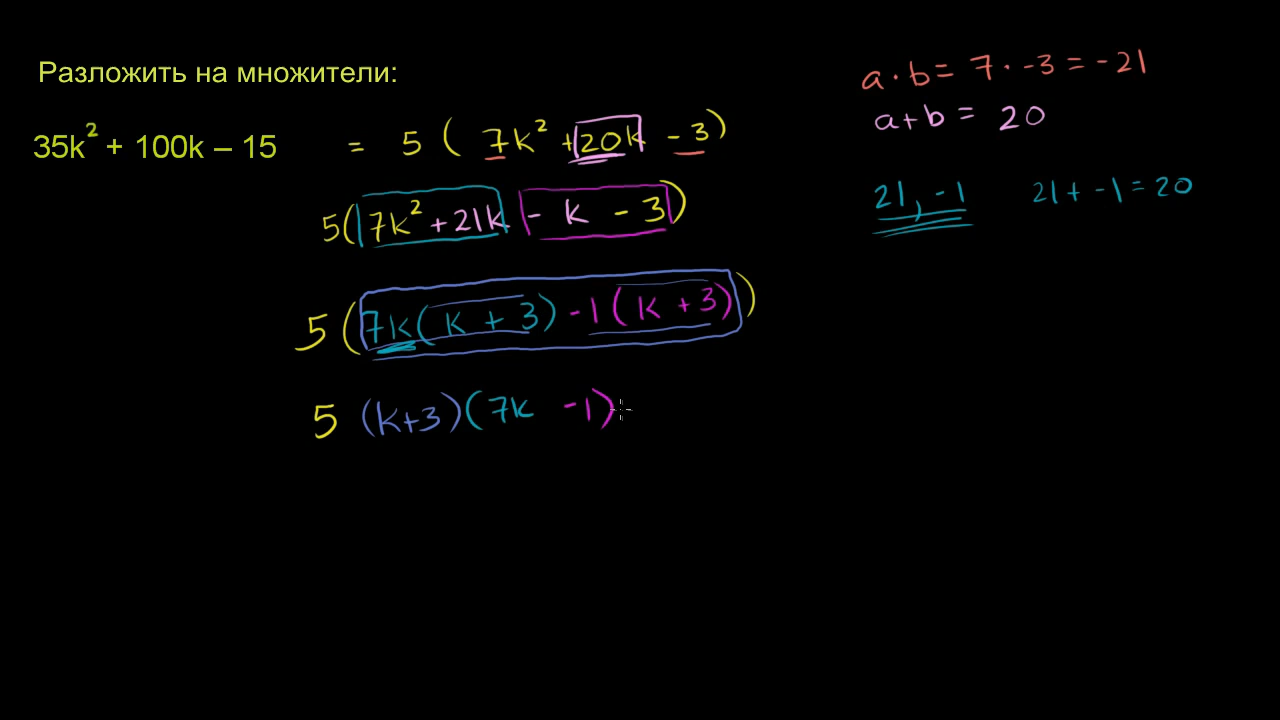 Разложить на множители:
35k² + 100k – 15 = 5 ( 7k² + 20k - 3 )
5 ( 7k² + 21k - k - 3 )
5 ( 7k ( k + 3 ) - 1 ( k + 3 ) )
5 (k+3)(7k -1)
a · b = 7 · -3 = -21
a+b = 20
21, -1 21 + -1 = 20